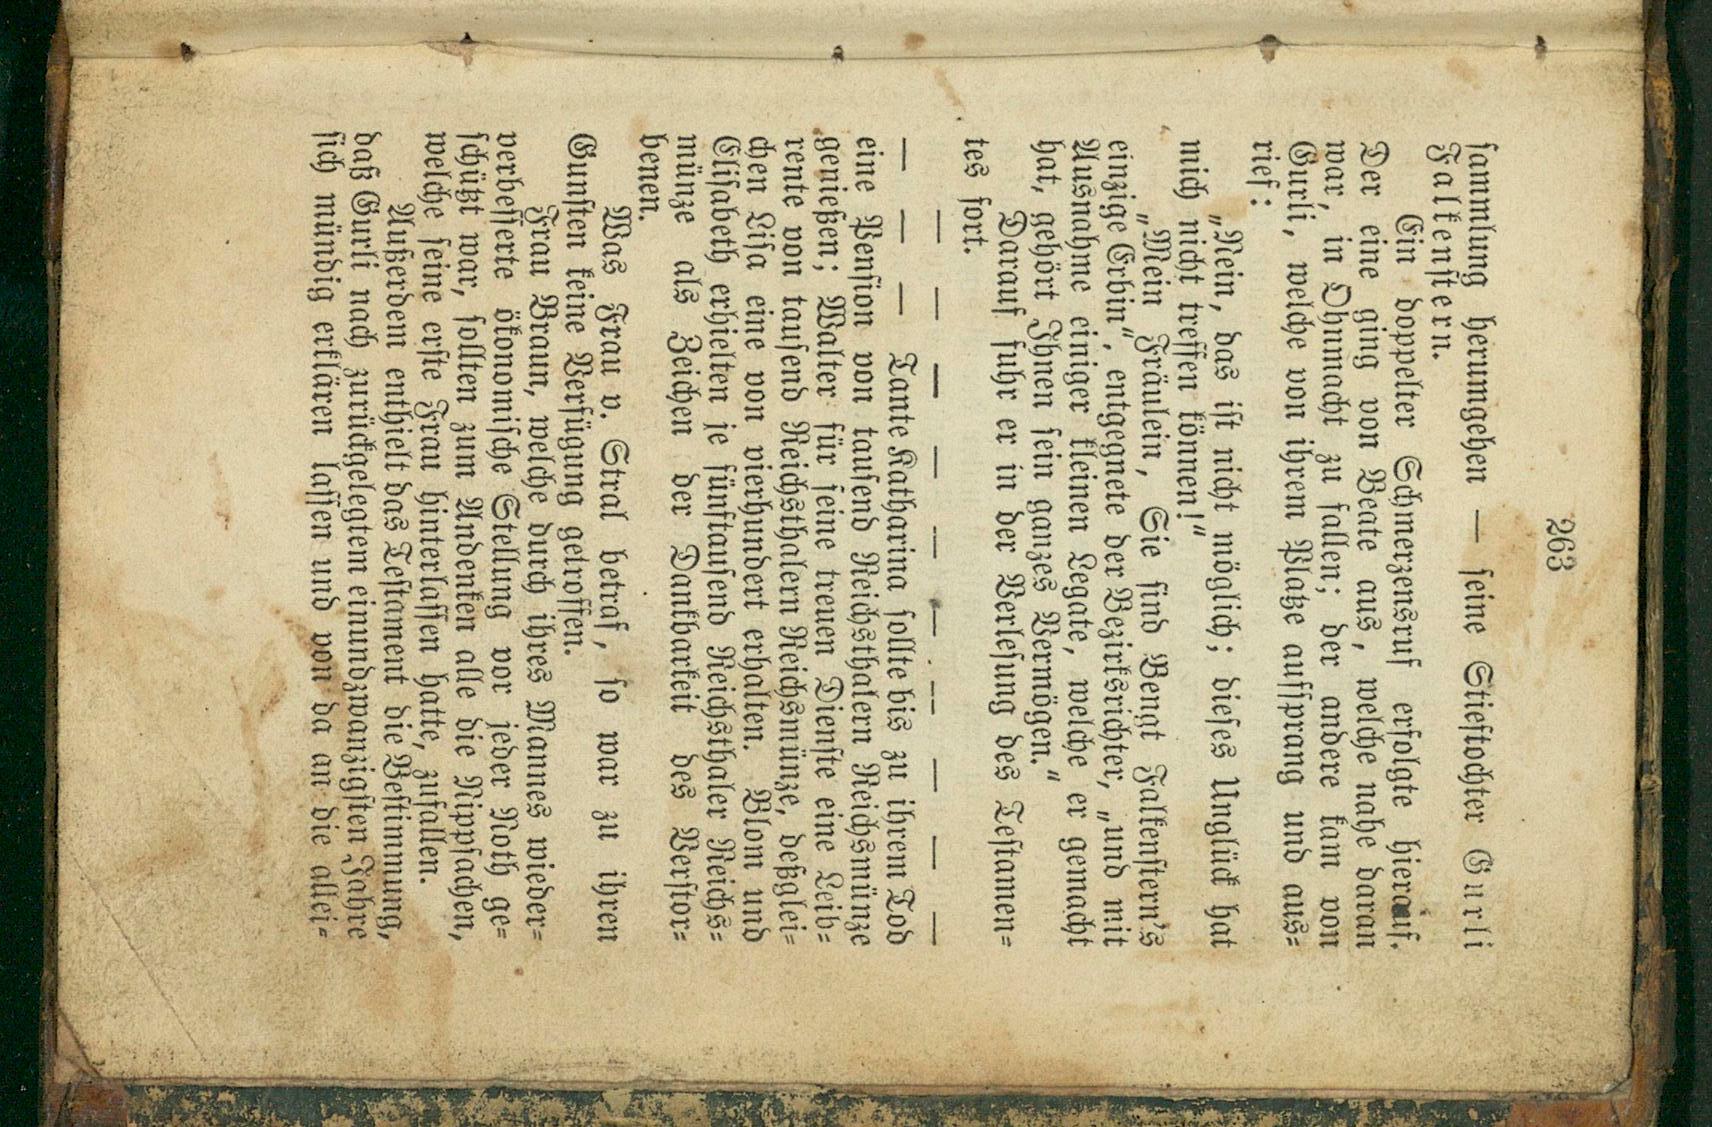 263
ſammlung herumgehen — ſeine Stieftochter Gurli
Falkenſtern.
Ein doppelter Schmerzensruf erfolgte hierauf.
Der eine ging von Beate aus, welche nahe daran
war, in Ohnmacht zu fallen; der andere kam von
Gurli, welche von ihrem Platze aufſprang und aus=
rief:
„Nein, das iſt nicht möglich; dieſes Unglück hat
mich nicht treffen können!“
„Mein Fräulein, Sie ſind Bengt Falkenſtern's
einzige Erbin“, entgegnete der Bezirksrichter, „und mit
Ausnahme einiger kleinen Legate, welche er gemacht
hat, gehört Ihnen ſein ganzes Vermögen.“
Darauf fuhr er in der Verleſung des Teſtamen=
tes fort.
— — — — — — — — — —
— — — Tante Katharina ſollte bis zu ihrem Tod
eine Penſion von tauſend Reichsthalern Reichsmünze
genießen; Walter für ſeine treuen Dienſte eine Leib=
rente von tauſend Reichsthalern Reichsmünze, deßglei=
chen Liſa eine von vierhundert erhalten. Blom und
Eliſabeth erhielten je fünftauſend Reichsthaler Reichs=
münze als Zeichen der Dankbarkeit des Verſtor=
benen.
Was Frau v. Stral betraf, ſo war zu ihren
Gunſten keine Verfügung getroffen.
Frau Braun, welche durch ihres Mannes wieder=
verbeſſerte ökonomiſche Stellung vor jeder Noth ge=
ſchützt war, ſollten zum Andenken alle die Nippſachen,
welche ſeine erſte Frau hinterlaſſen hatte, zufallen.
Außerdem enthielt das Teſtament die Beſtimmung,
daß Gurli nach zurückgelegtem einundzwanzigſten Jahre
ſich mündig erklären laſſen und von da an die allei=